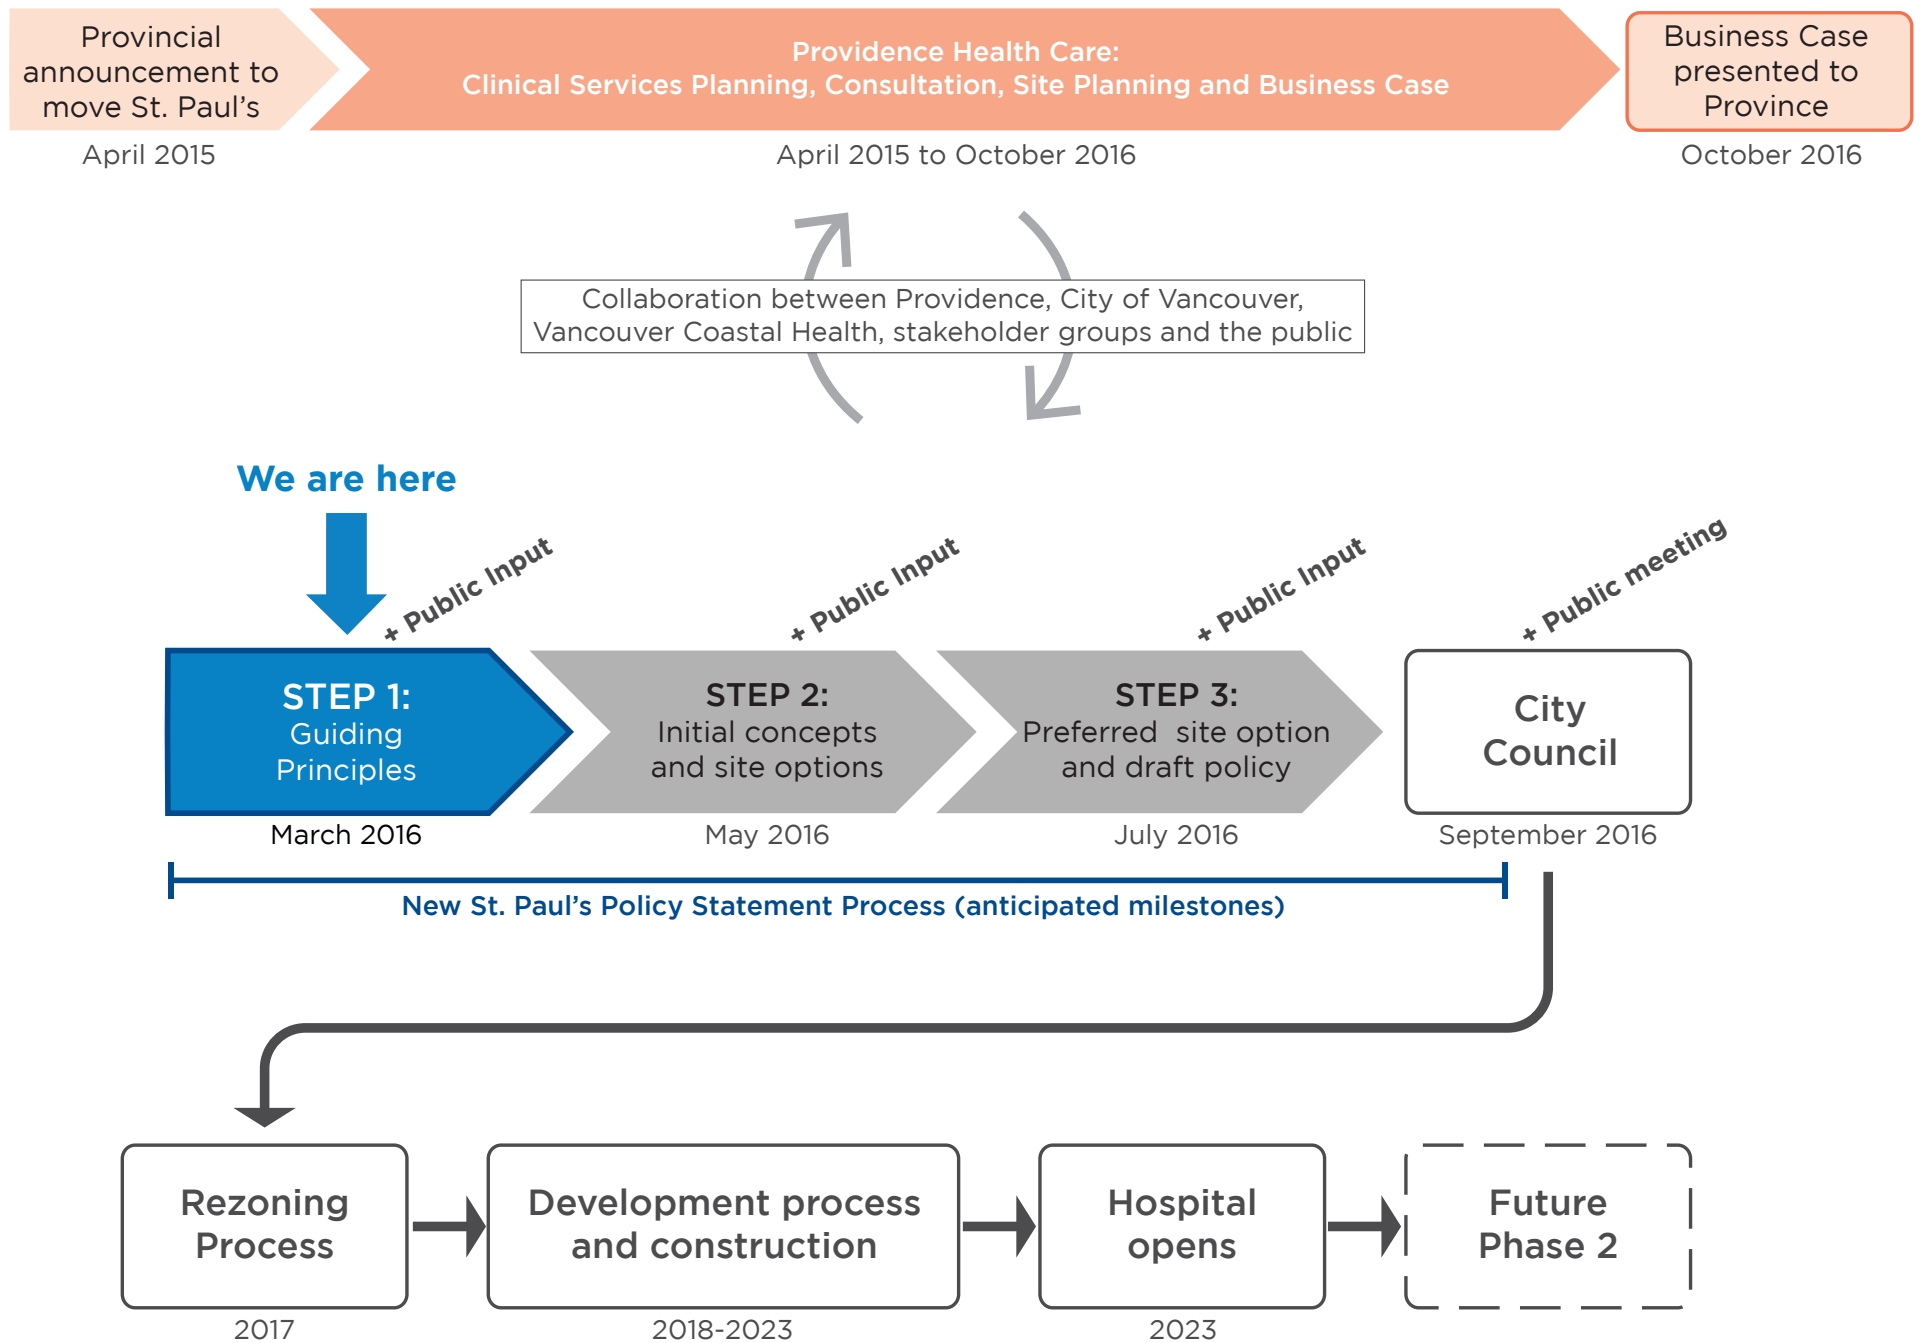 Provincial
announcement to
move St. Paul's
April 2015
Providence Health Care:
Clinical Services Planning, Consultation, Site Planning and Business Case
April 2015 to October 2016
Business Case
presented to
Province
October 2016
Collaboration between Providence, City of Vancouver,
Vancouver Coastal Health, stakeholder groups and the public
We are here
+ Public Input
+ Public Input
+ Public Input
+ Public meeting
STEP 1:
Guiding
Principles
March 2016
STEP 2:
Initial concepts
and site options
May 2016
STEP 3:
Preferred site option
and draft policy
July 2016
City
Council
September 2016
New St. Paul's Policy Statement Process (anticipated milestones)
Rezoning
Process
2017
Development process
and construction
2018-2023
Hospital
opens
2023
Future
Phase 2